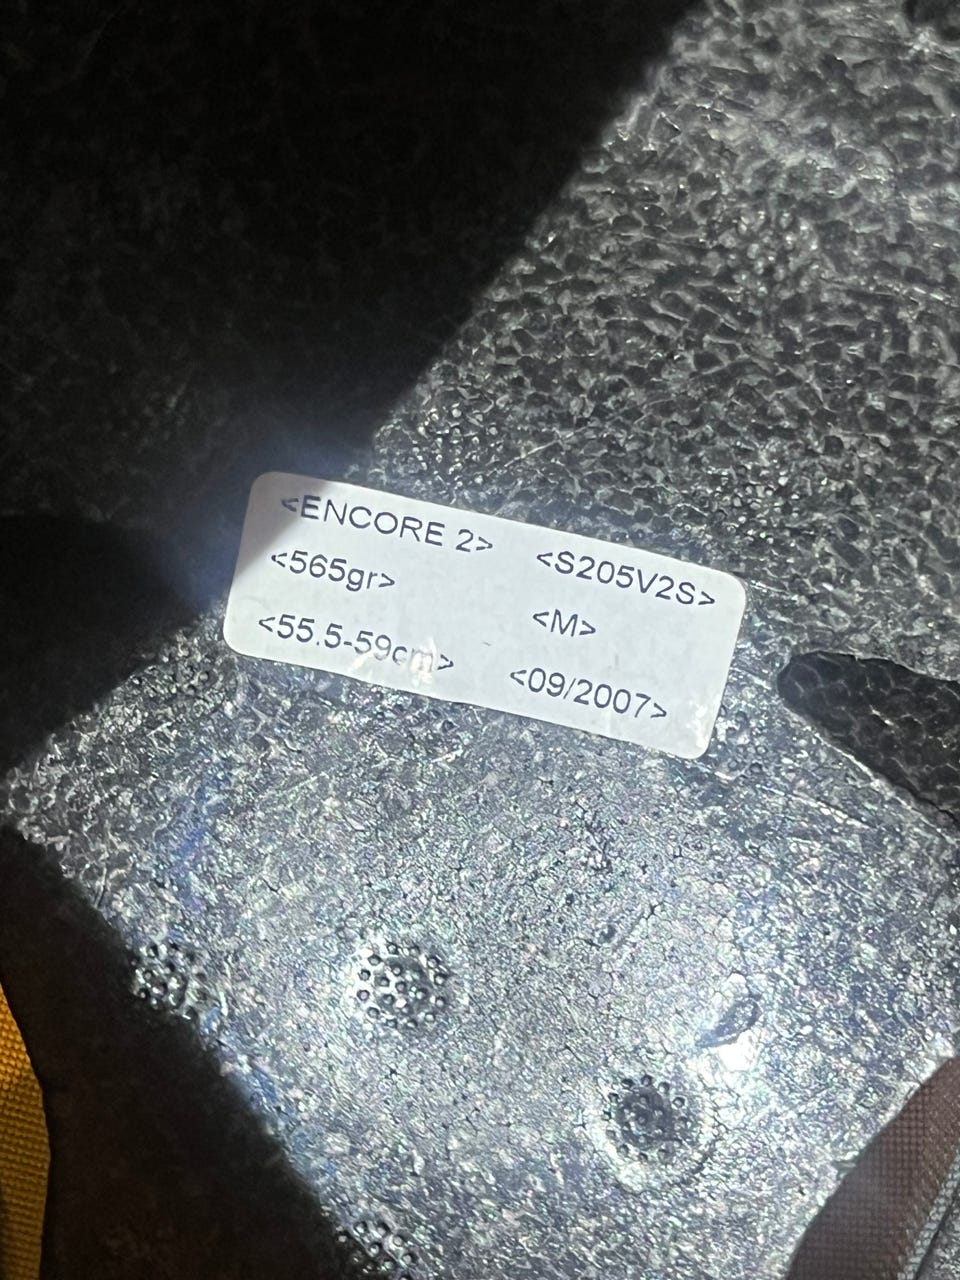 <ENCORE 2> <S205V2S>
<565gr> <M>
<55.5-59cm> <09/2007>